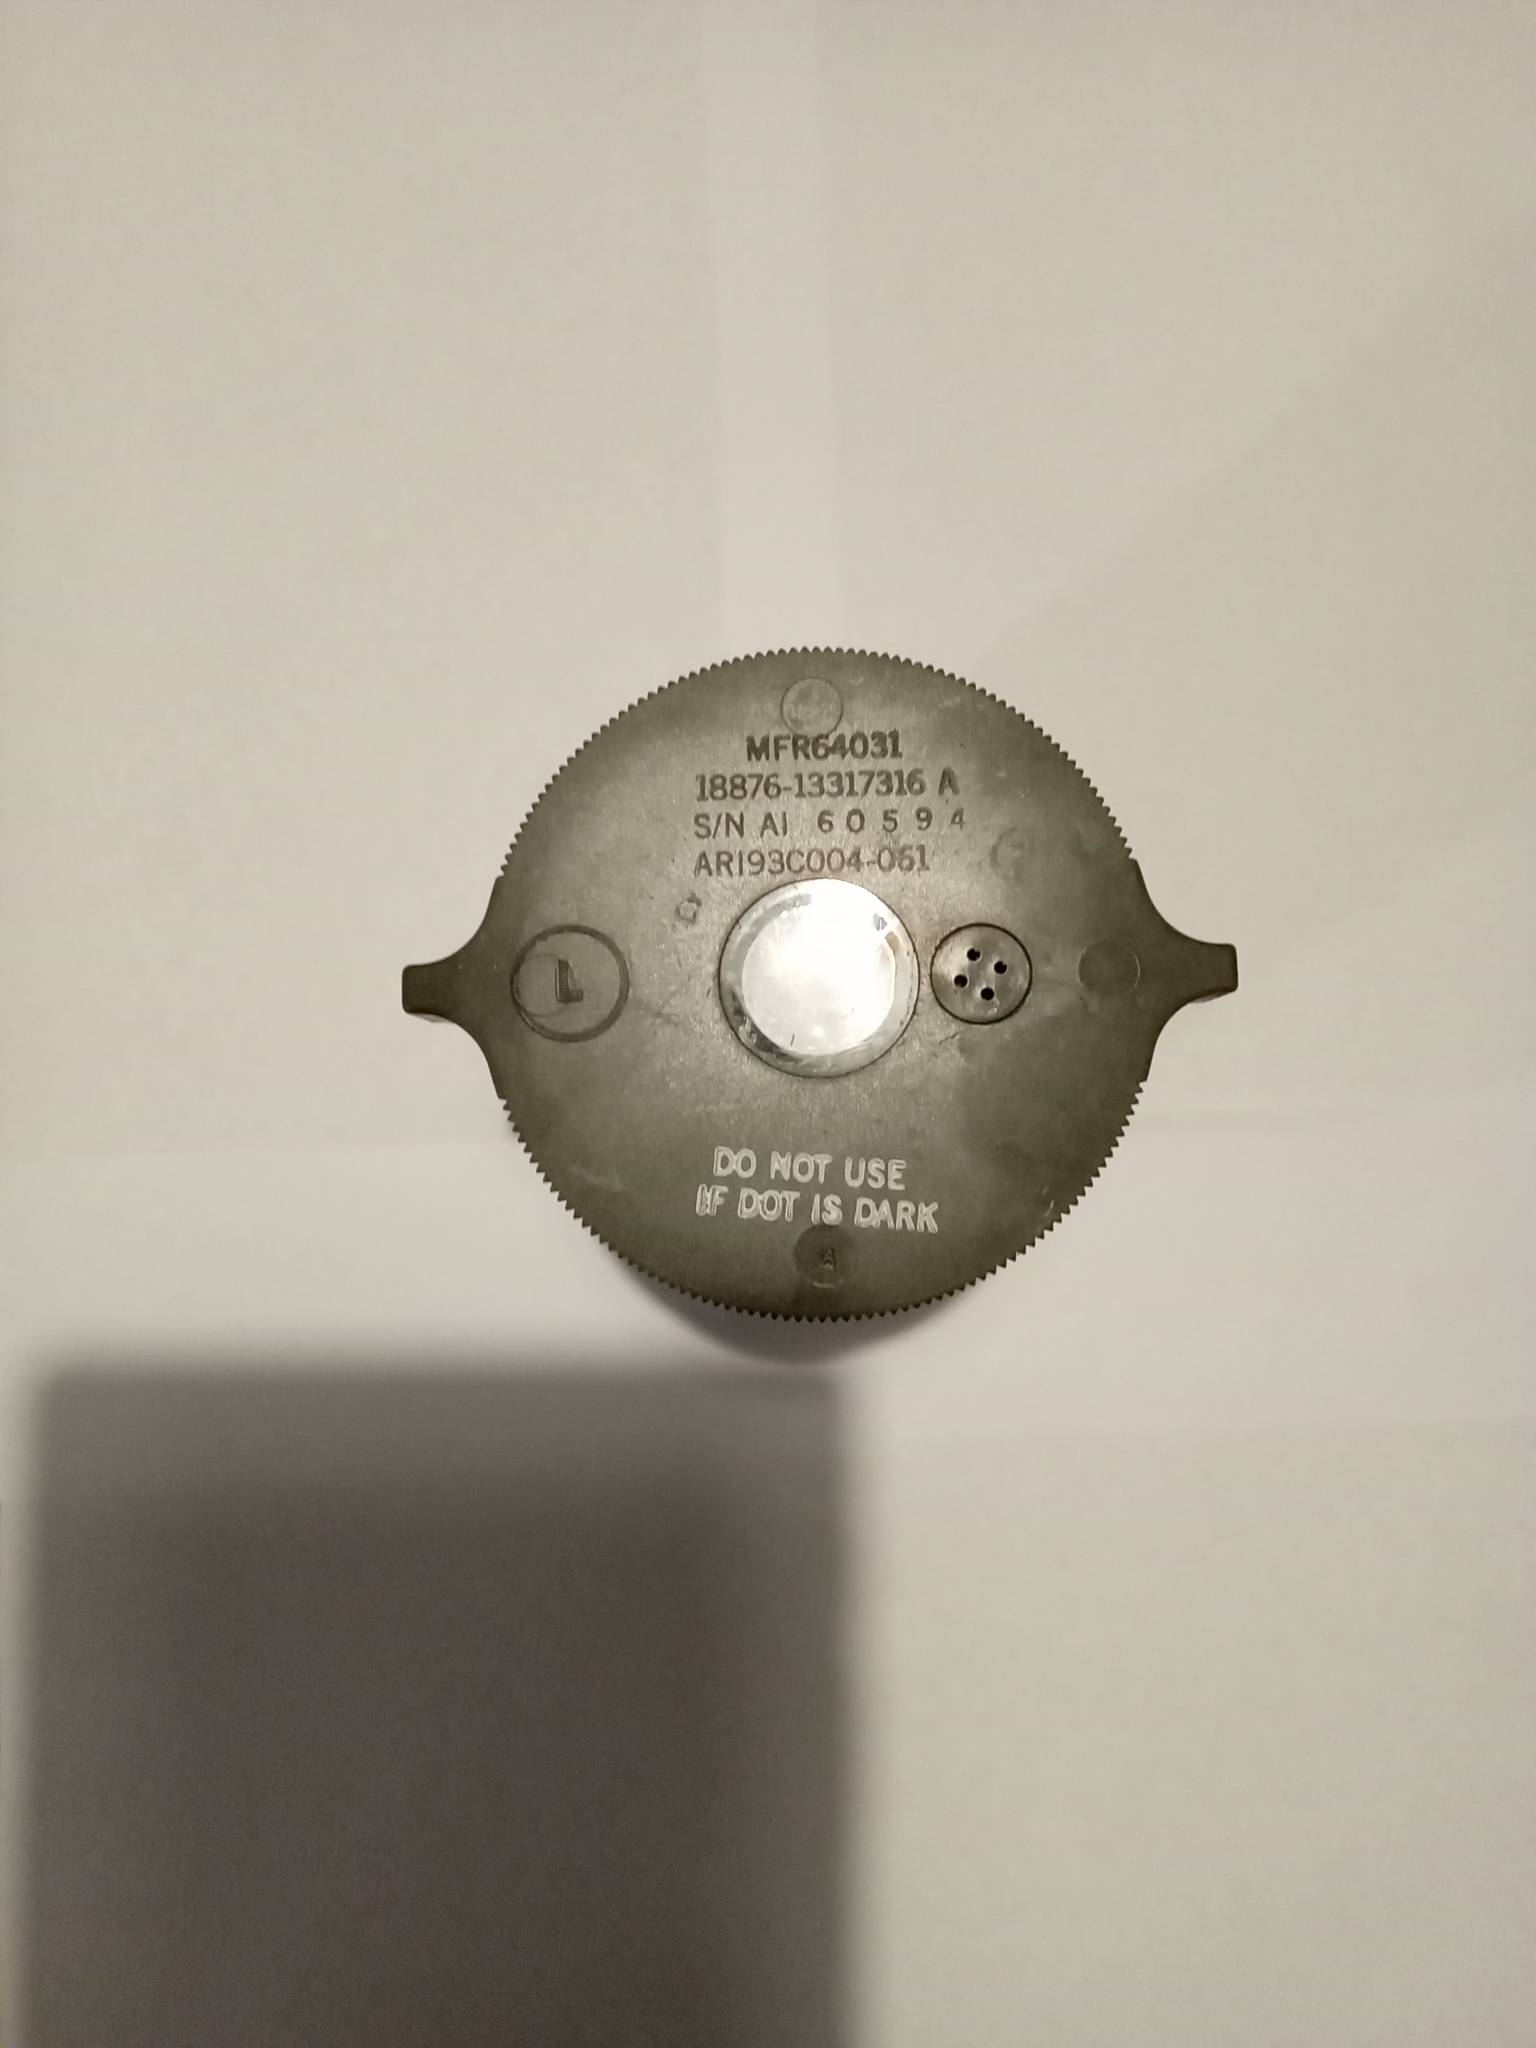 MFR64031
18876-13317316 A
S/N AI 60594
ARI93C004-061
L
DO NOT USE
IF DOT IS DARK
A